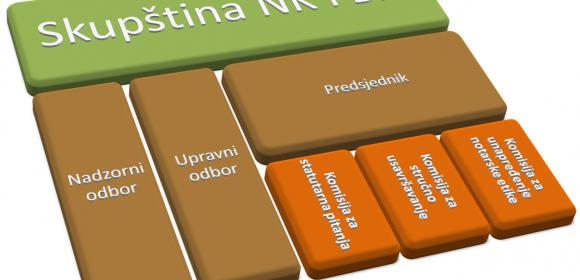 Skupština NK FBiH
Nadzorni
odbor
Upravni
odbor
Predsjednik
Komisija za
statutarna pitanja
Komisija za
stručno
usavršavanje
Komisija za
unapređenje
notarske etike